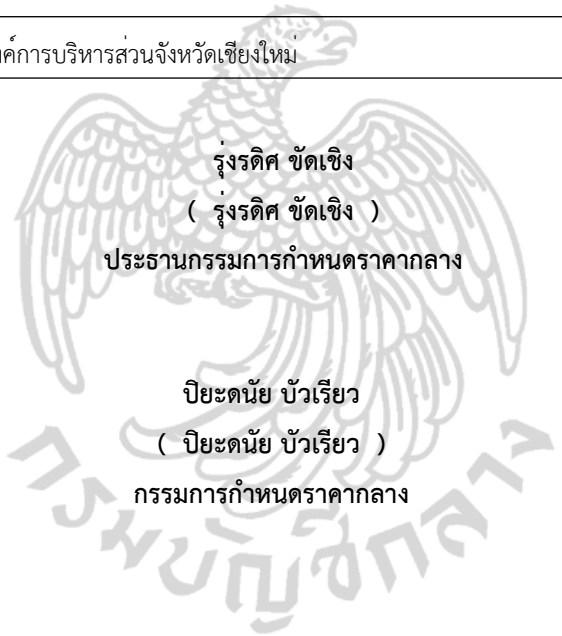 งค์การบริหารส่วนจังหวัดเชียงใหม่
รุ่งรดิศ ขัดเชิง
( รุ่งรดิศ ขัดเชิง )
ประธานกรรมการกำหนดราคากลาง
ปิยะดนัย บัวเรียว
( ปิยะดนัย บัวเรียว )
กรรมการกำหนดราคากลาง
กรมบัญชีกลาง